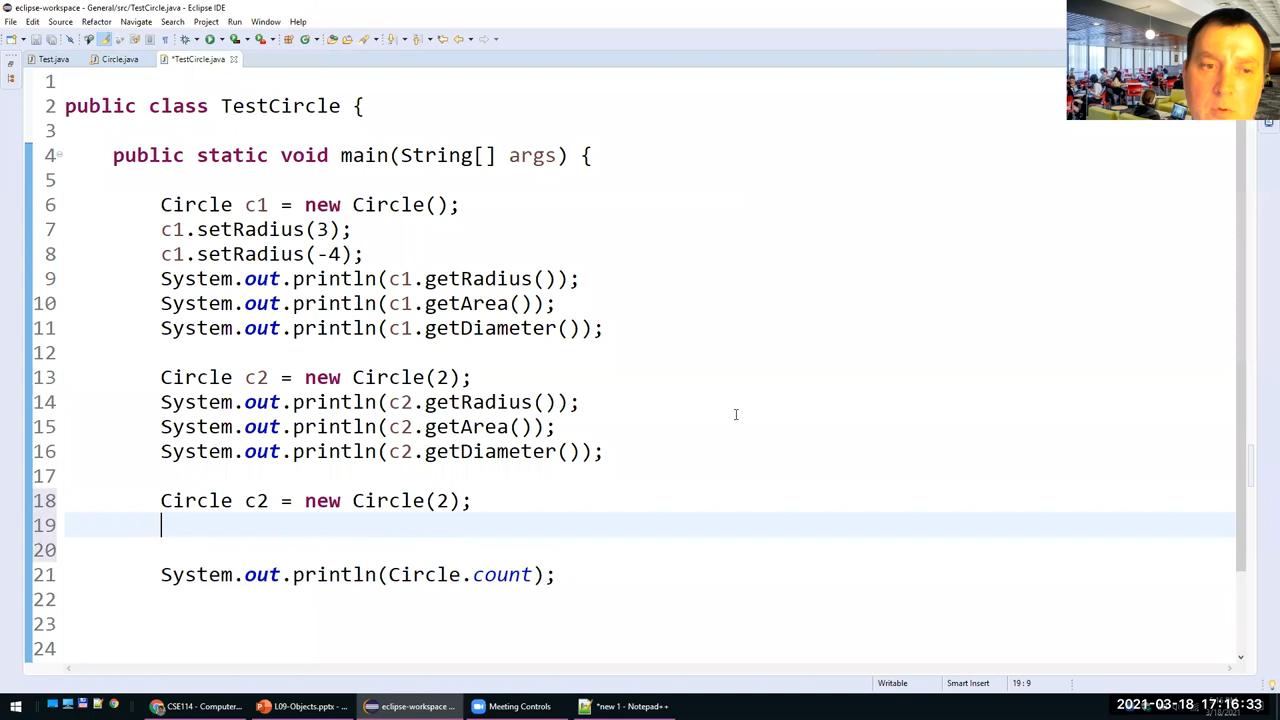 eclipse-workspace - General/src/TestCircle.java - Eclipse IDE
File Edit Source Refactor Navigate Search Project Run Window Help
Test.java Circle.java *TestCircle.java
1
2 public class TestCircle {
3
4 public static void main(String[] args) {
5
6 Circle c1 = new Circle();
7 c1.setRadius(3);
8 c1.setRadius(-4);
9 System.out.println(c1.getRadius());
10 System.out.println(c1.getArea());
11 System.out.println(c1.getDiameter());
12
13 Circle c2 = new Circle(2);
14 System.out.println(c2.getRadius());
15 System.out.println(c2.getArea());
16 System.out.println(c2.getDiameter());
17
18 Circle c2 = new Circle(2);
19
20
21 System.out.println(Circle.count);
22
23
24
Writable Smart Insert 19 : 9
CSE114 - Computer... L09-Objects.pptx - ... eclipse-workspace ... Meeting Controls *new 1 - Notepad++
2021-03-18 17:16:33
3/18/2021